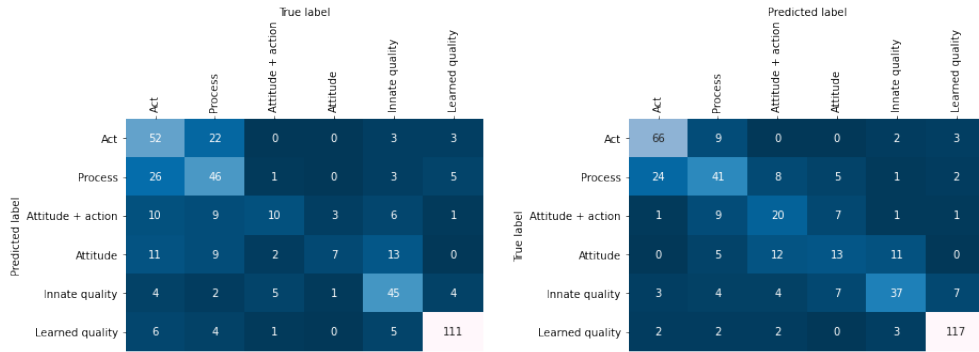 True label
Act
Process
Attitude + action
Attitude
Innate quality
Learned quality
Predicted label
Act 52 22 0 0 3 3
Process 26 46 1 0 3 5
Attitude + action 10 9 10 3 6 1
Attitude 11 9 2 7 13 0
Innate quality 4 2 5 1 45 4
Learned quality 6 4 1 0 5 111
Predicted label
Act
Process
Attitude + action
Attitude
Innate quality
Learned quality
True label
Act 66 9 0 0 2 3
Process 24 41 8 5 1 2
Attitude + action 1 9 20 7 1 1
Attitude 0 5 12 13 11 0
Innate quality 3 4 4 7 37 7
Learned quality 2 2 2 0 3 117